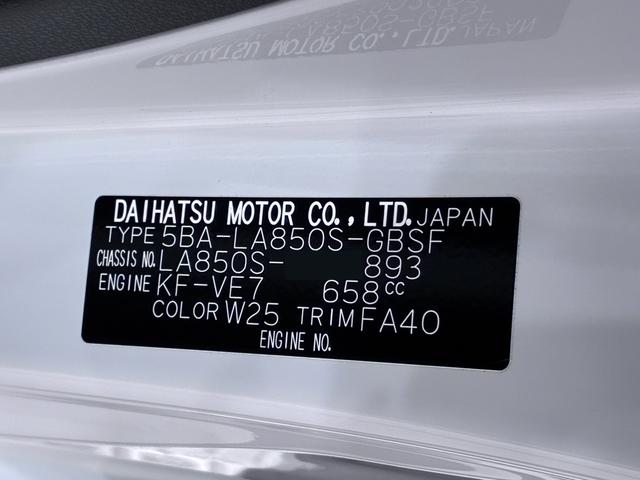 DAIHATSU MOTOR CO.,LTD.JAPAN
TYPE 5BA-LA850S-GBSF
CHASSIS NO. LA850S- 893
ENGINE KF-VE7 658cc
COLOR W25 TRIM FA40
ENGINE NO.